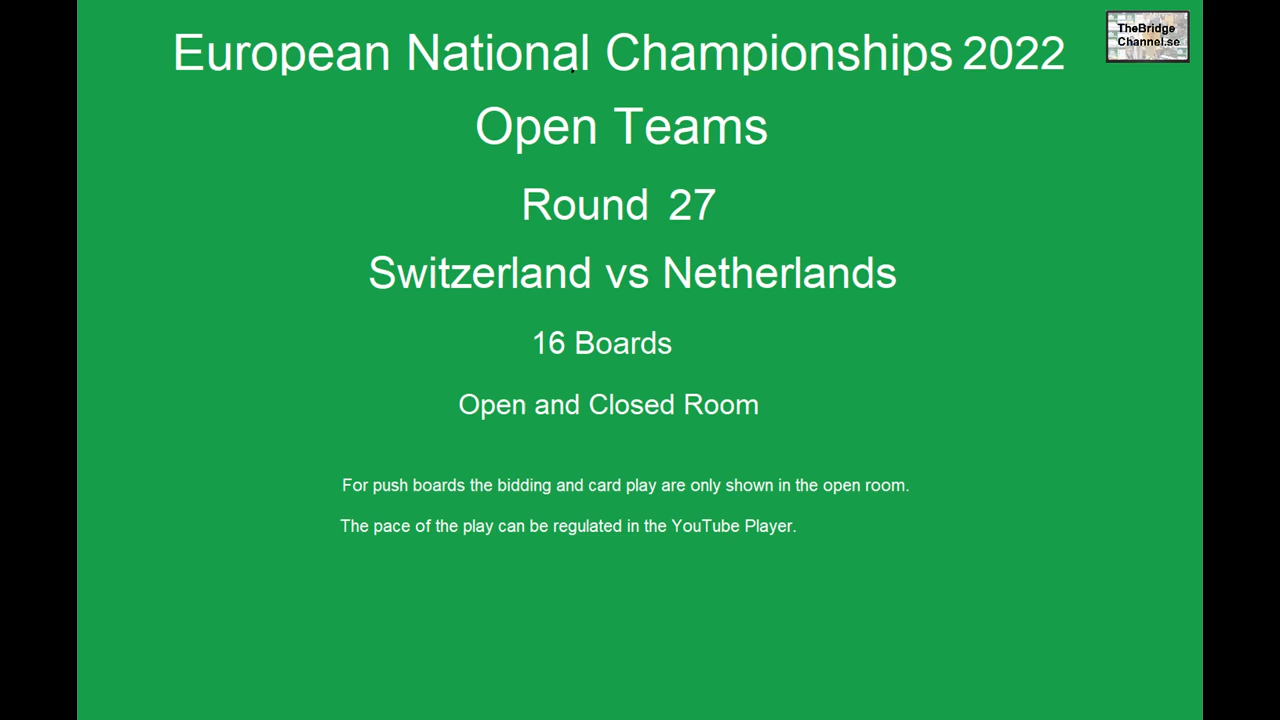 European National Championships 2022
TheBridge
Channel.se
Open Teams
Round 27
Switzerland vs Netherlands
16 Boards
Open and Closed Room
For push boards the bidding and card play are only shown in the open room.
The pace of the play can be regulated in the YouTube Player.